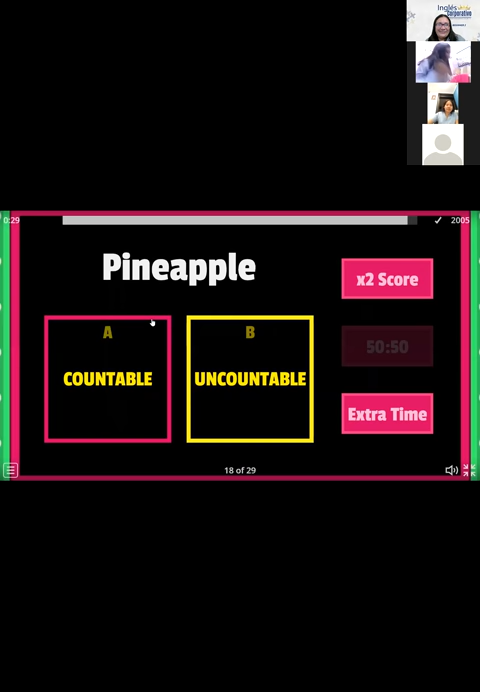 Inglés
Corporativo
0:29
✓ 2005
Pineapple
x2 Score
A
B
COUNTABLE
UNCOUNTABLE
50:50
Extra Time
18 of 29